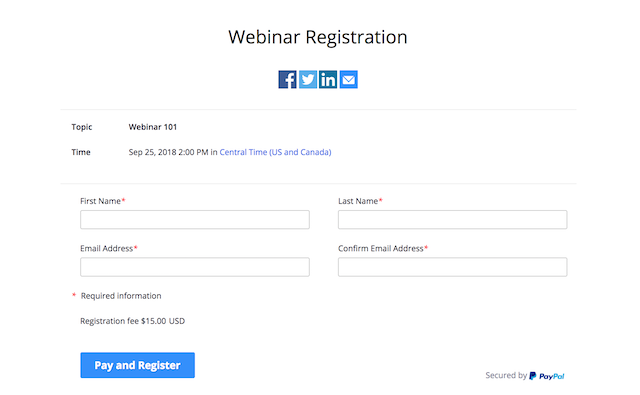 Webinar Registration
f in
Topic Webinar 101
Time Sep 25, 2018 2:00 PM in Central Time (US and Canada)
First Name* Last Name*
Email Address* Confirm Email Address*
* Required information
Registration fee $15.00 USD
Pay and Register
Secured by PayPal